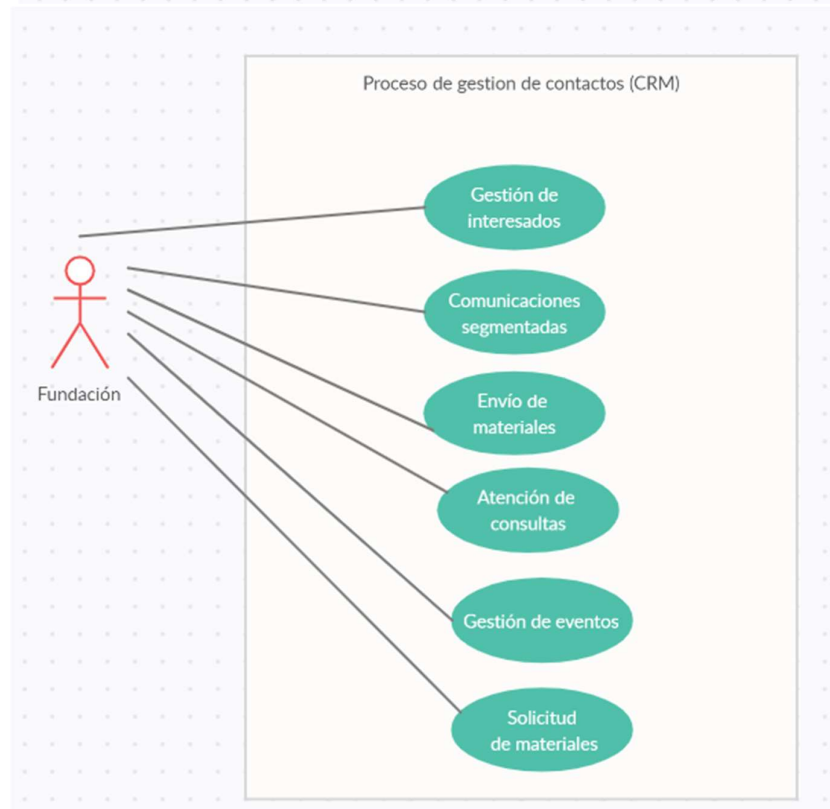 Proceso de gestion de contactos (CRM)
Gestión de
interesados
Comunicaciones
segmentadas
Fundación
Envío de
materiales
Atención de
consultas
Gestión de eventos
Solicitud
de materiales